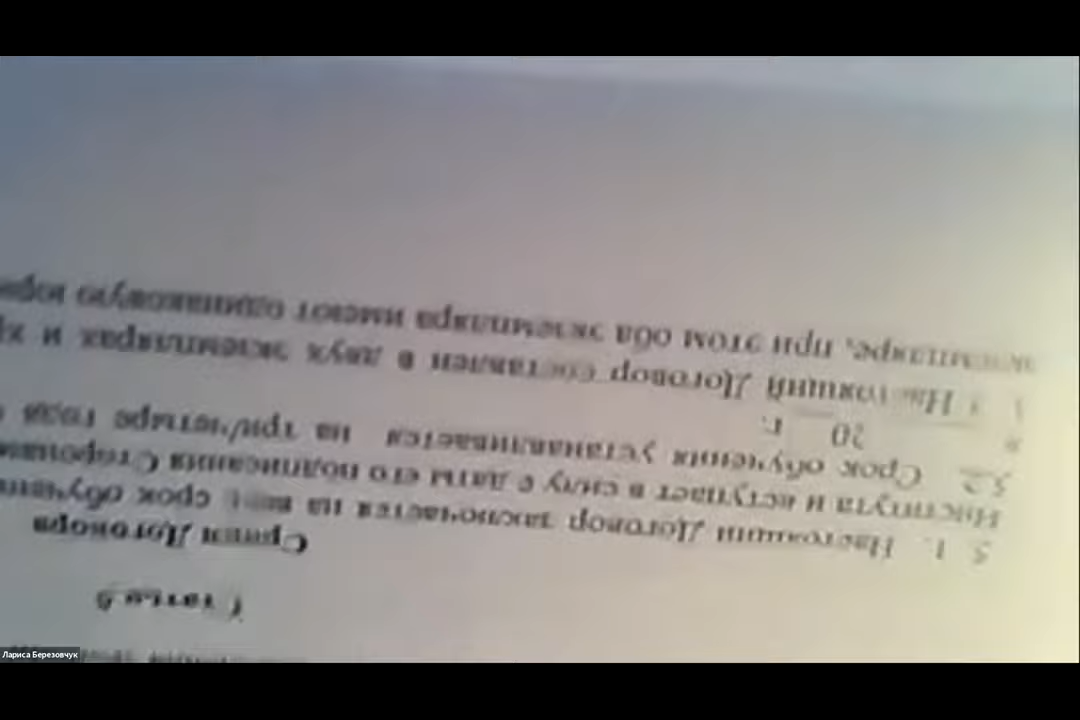 Статья 5
Сроки Договора
5.1. Настоящий Договор заключается на весь срок обучения
Института и вступает в силу с даты его подписания Сторонами
5.2. Срок обучения устанавливается на три/четыре года с
20 г.
Настоящий Договор составлен в двух экземплярах и
экземпляре, при этом оба экземпляра имеют одинаковую юри
Лариса Березовчук